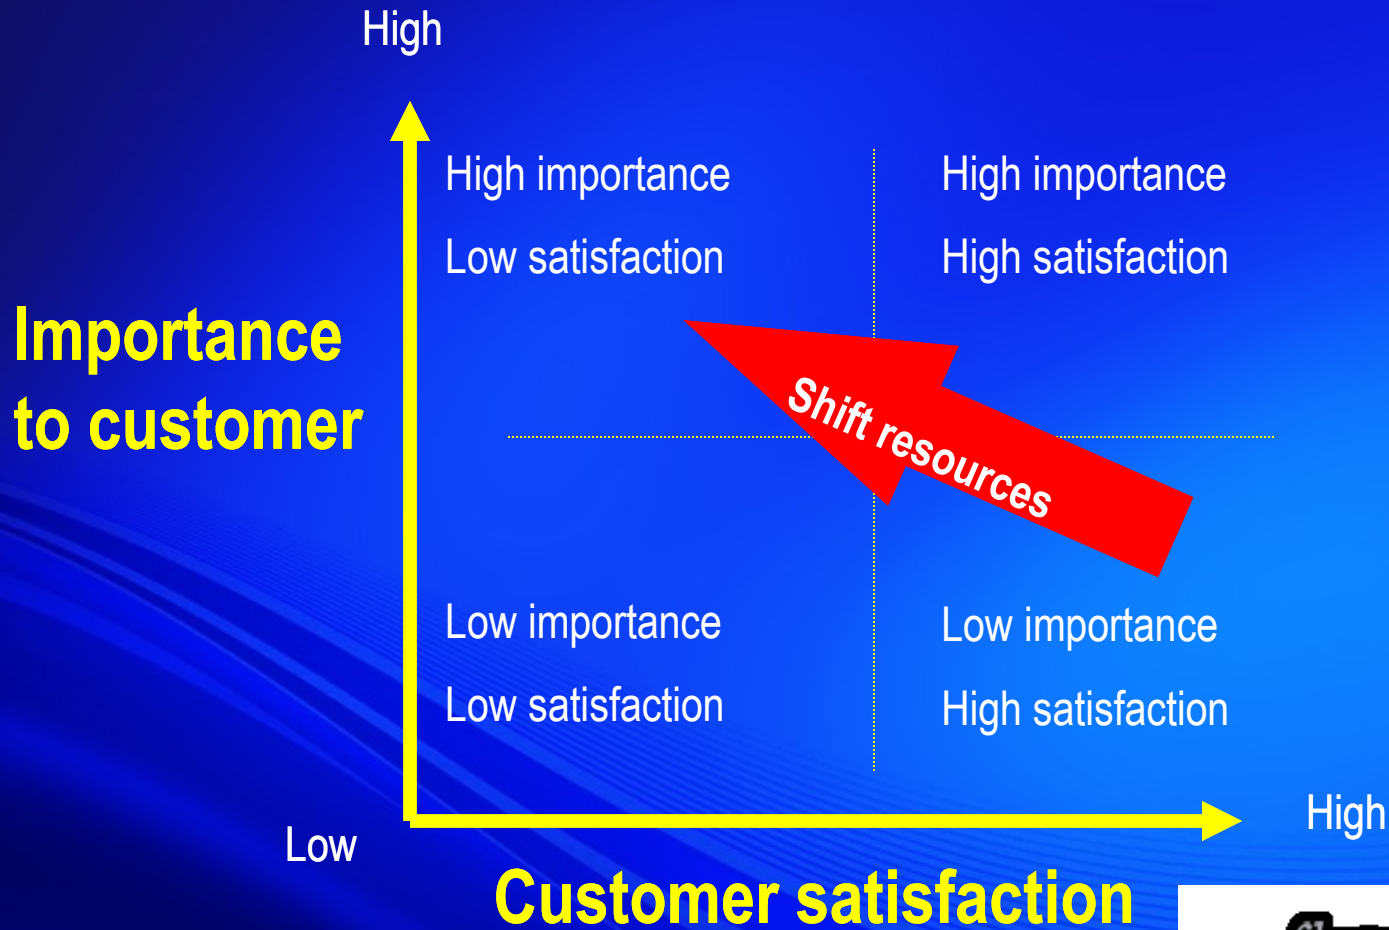 High
High importance
Low satisfaction
High importance
High satisfaction
Importance
to customer
Shift resources
Low importance
Low satisfaction
Low importance
High satisfaction
High
Low
Customer satisfaction